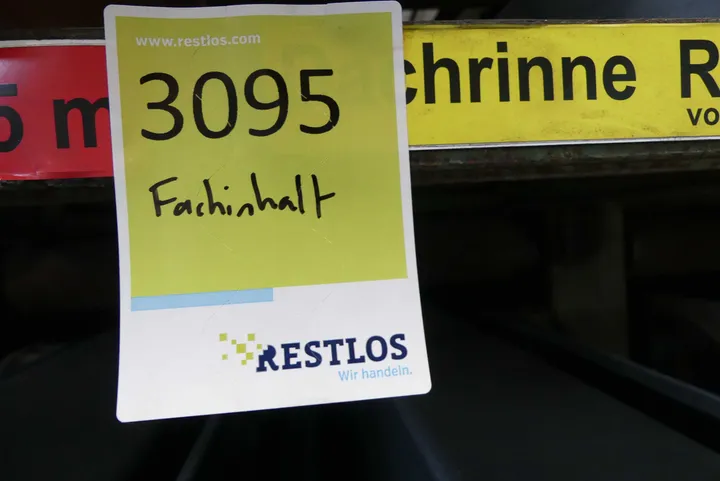 www.restlos.com
3095
Fachinhalt
RESTLOS
Wir handeln.
5 m
chrinne R
vo